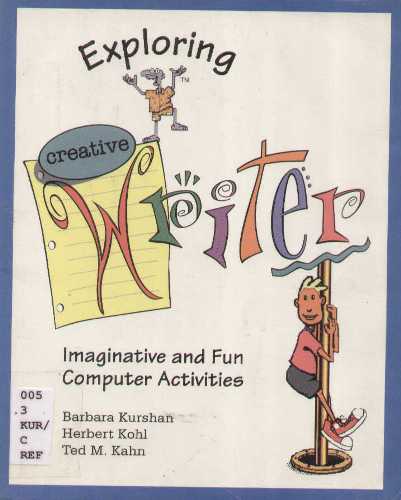 Exploring
TM
creative
Writer
Imaginative and Fun
Computer Activities
005
.3
KUR/
C
REF
Barbara Kurshan
Herbert Kohl
Ted M. Kahn